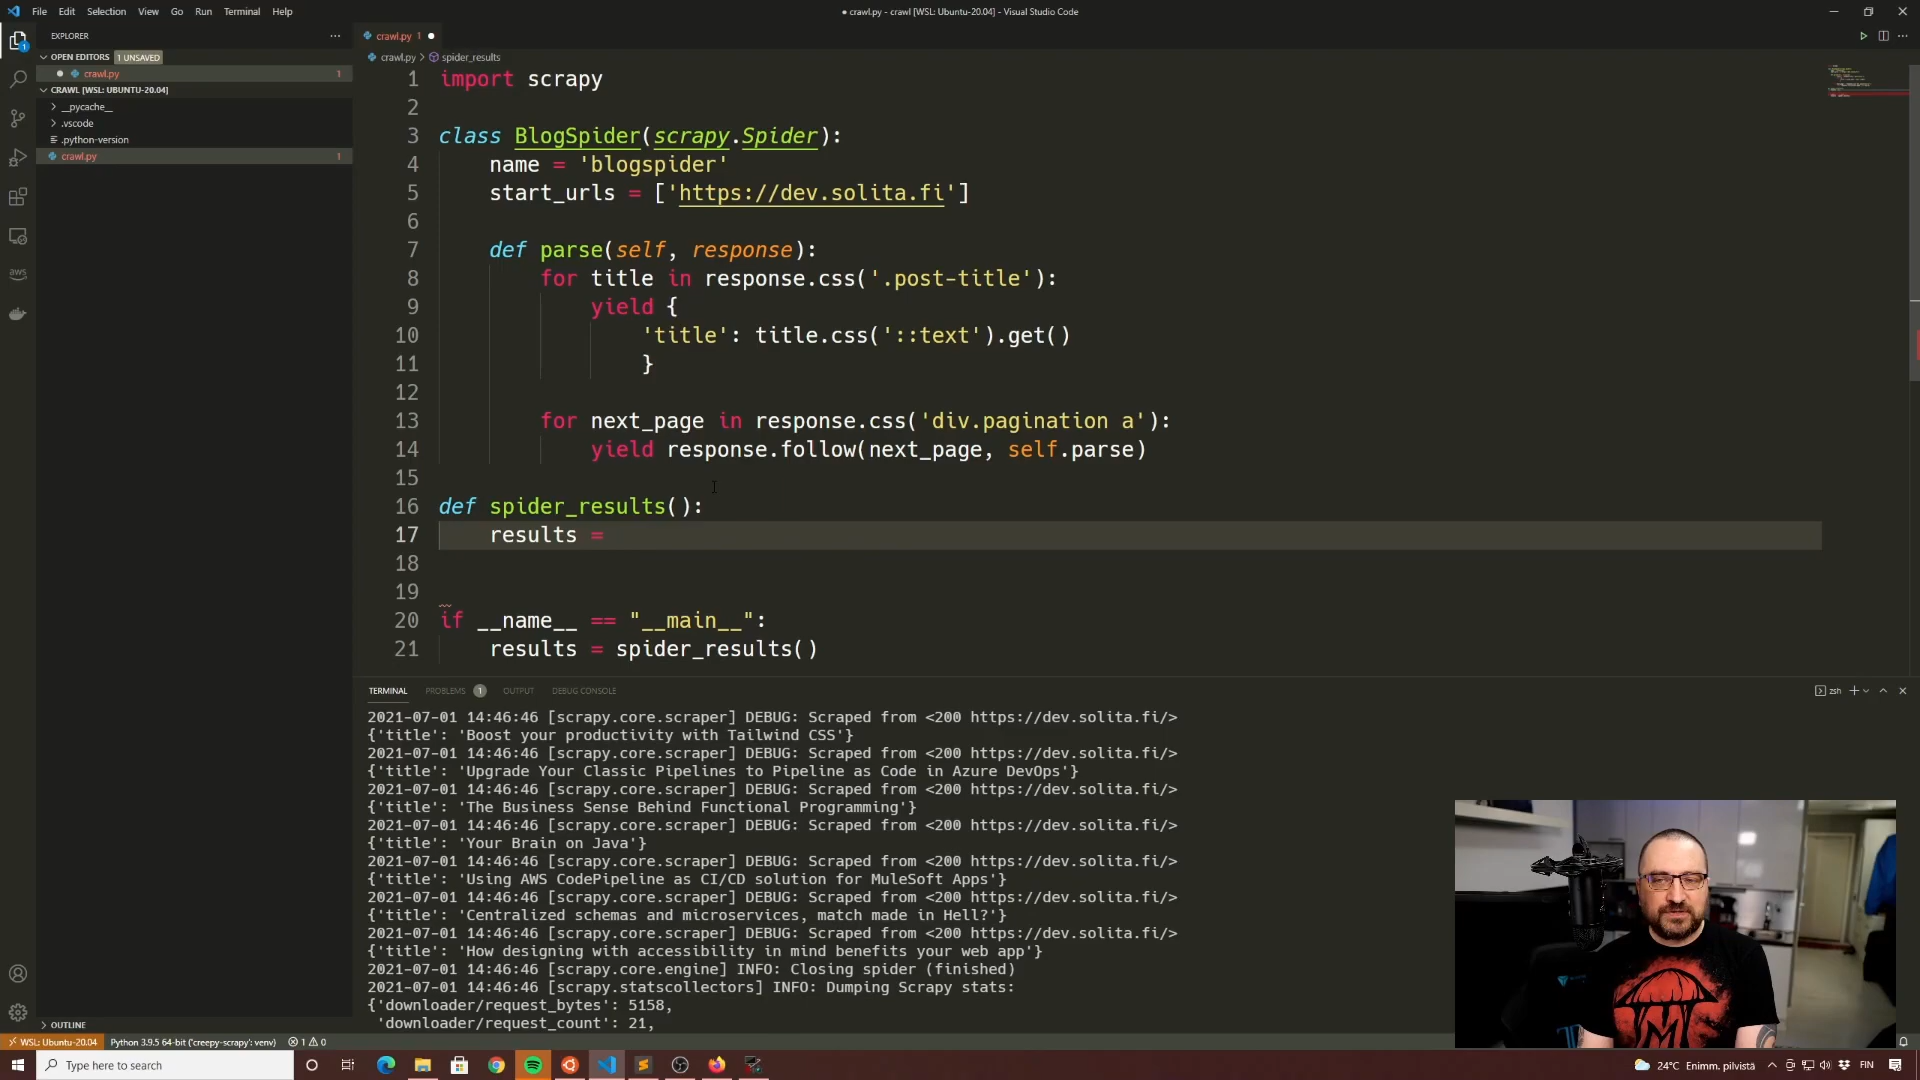 File Edit Selection View Go Run Terminal Help
● crawl.py - crawl [WSL: Ubuntu-20.04] - Visual Studio Code
EXPLORER
OPEN EDITORS 1 UNSAVED
crawl.py 1
CRAWL [WSL: UBUNTU-20.04]
__pycache__
.vscode
.python-version
crawl.py 1
OUTLINE
1
aws
crawl.py 1
crawl.py > spider_results
1 import scrapy
2
3 class BlogSpider(scrapy.Spider):
4 name = 'blogspider'
5 start_urls = ['https://dev.solita.fi']
6
7 def parse(self, response):
8 for title in response.css('.post-title'):
9 yield {
10 'title': title.css('::text').get()
11 }
12
13 for next_page in response.css('div.pagination a'):
14 yield response.follow(next_page, self.parse)
15
16 def spider_results():
17 results =
18
19
20 if __name__ == "__main__":
21 results = spider_results()
TERMINAL PROBLEMS 1 OUTPUT DEBUG CONSOLE
zsh
2021-07-01 14:46:46 [scrapy.core.scraper] DEBUG: Scraped from <200 https://dev.solita.fi/>
{'title': 'Boost your productivity with Tailwind CSS'}
2021-07-01 14:46:46 [scrapy.core.scraper] DEBUG: Scraped from <200 https://dev.solita.fi/>
{'title': 'Upgrade Your Classic Pipelines to Pipeline as Code in Azure DevOps'}
2021-07-01 14:46:46 [scrapy.core.scraper] DEBUG: Scraped from <200 https://dev.solita.fi/>
{'title': 'The Business Sense Behind Functional Programming'}
2021-07-01 14:46:46 [scrapy.core.scraper] DEBUG: Scraped from <200 https://dev.solita.fi/>
{'title': 'Your Brain on Java'}
2021-07-01 14:46:46 [scrapy.core.scraper] DEBUG: Scraped from <200 https://dev.solita.fi/>
{'title': 'Using AWS CodePipeline as CI/CD solution for MuleSoft Apps'}
2021-07-01 14:46:46 [scrapy.core.scraper] DEBUG: Scraped from <200 https://dev.solita.fi/>
{'title': 'Centralized schemas and microservices, match made in Hell?'}
2021-07-01 14:46:46 [scrapy.core.scraper] DEBUG: Scraped from <200 https://dev.solita.fi/>
{'title': 'How designing with accessibility in mind benefits your web app'}
2021-07-01 14:46:46 [scrapy.core.engine] INFO: Closing spider (finished)
2021-07-01 14:46:46 [scrapy.statscollectors] INFO: Dumping Scrapy stats:
{'downloader/request_bytes': 5158,
'downloader/request_count': 21,
WSL: Ubuntu-20.04 Python 3.9.5 64-bit ('creepy-scrapy': venv) 1 0
Type here to search
24°C Enimm. pilvistä
FIN